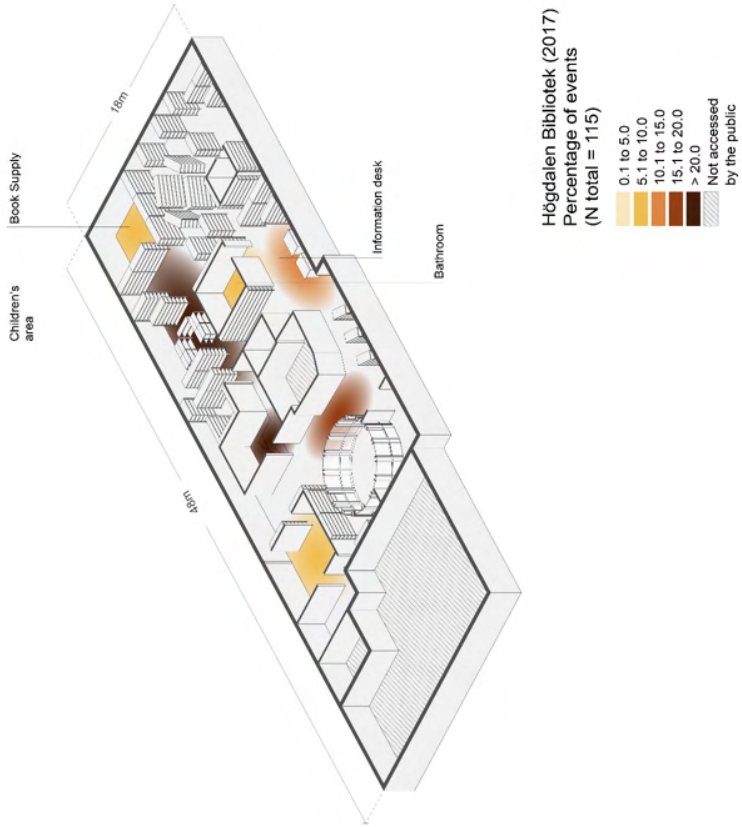 Book Supply
Children's
area
18m
48m
Information desk
Bathroom
Högdalen Bibliotek (2017)
Percentage of events
(N total = 115)
0.1 to 5.0
5.1 to 10.0
10.1 to 15.0
15.1 to 20.0
> 20.0
Not accessed
by the public